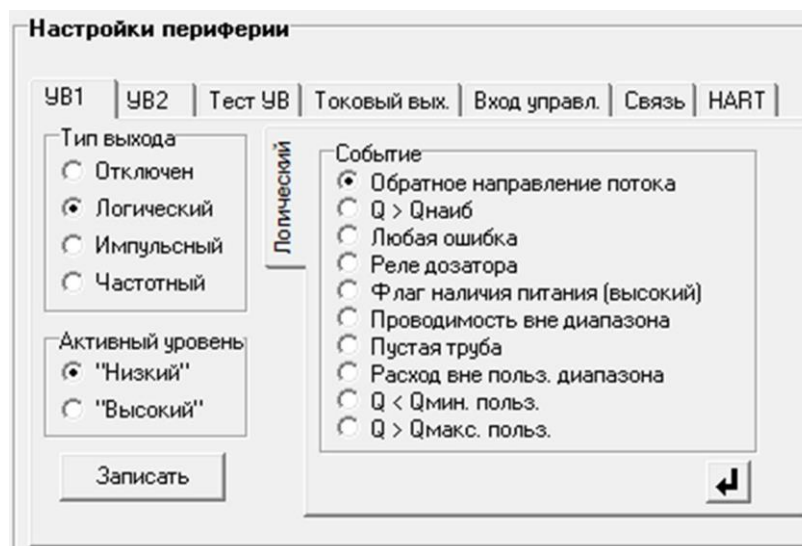 Настройки периферии
УВ1 УВ2 Тест УВ Токовый вых. Вход управл. Связь HART
Тип выхода
Отключен
Логический
Импульсный
Частотный
Активный уровень
"Низкий"
"Высокий"
Записать
Логический
Событие
Обратное направление потока
Q > Qнаиб
Любая ошибка
Реле дозатора
Флаг наличия питания (высокий)
Проводимость вне диапазона
Пустая труба
Расход вне польз. диапазона
Q < Qмин. польз.
Q > Qмакс. польз.